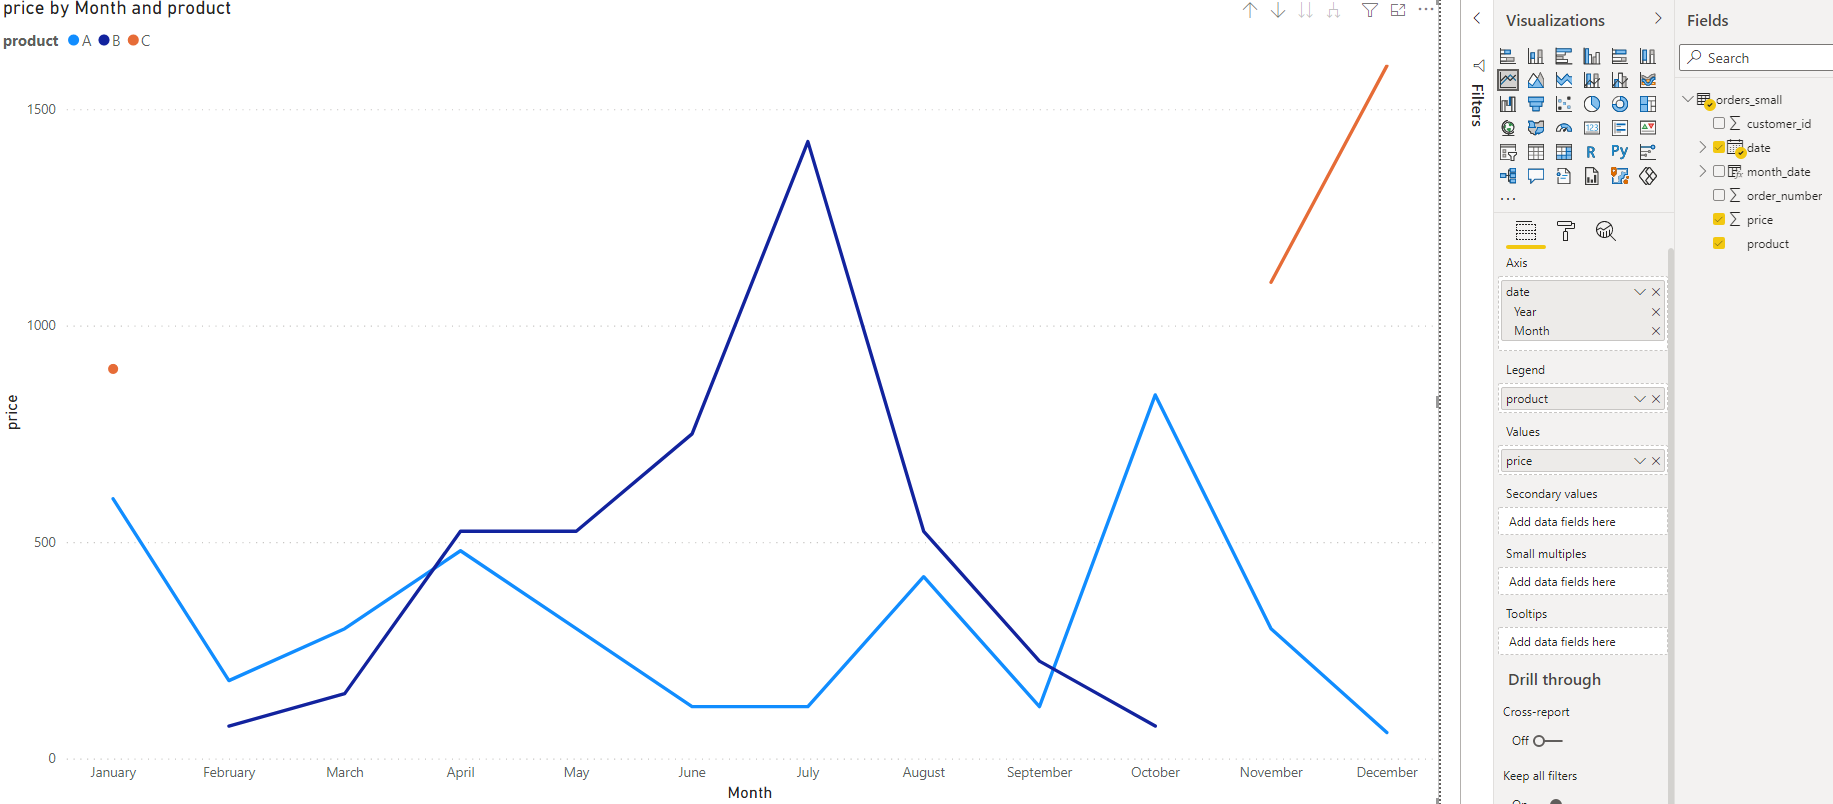 price by Month and product
product A B C
1500
1000
500
0
price
January February March April May June July August September October November December
Month
Filters
Visualizations
123
R
Py
Axis
date
Year
Month
Legend
product
Values
price
Secondary values
Add data fields here
Small multiples
Add data fields here
Tooltips
Add data fields here
Drill through
Cross-report
Off
Keep all filters
On
Fields
Search
orders_small
customer_id
date
month_date
order_number
price
product